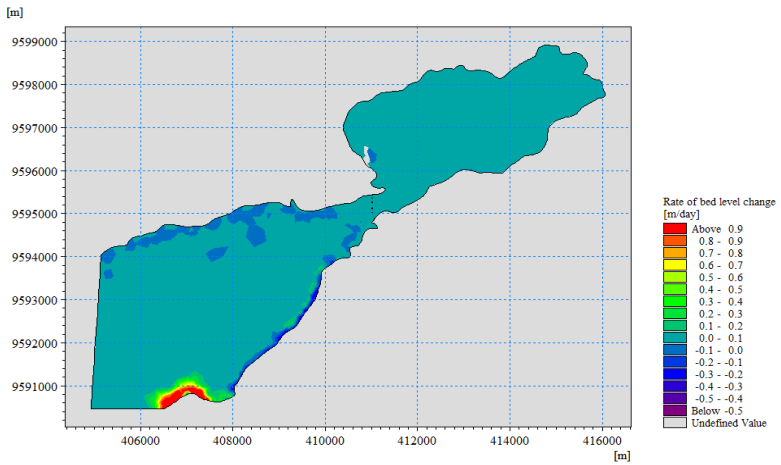 [m]
9599000
9598000
9597000
9596000
9595000
9594000
9593000
9592000
9591000
406000 408000 410000 412000 414000 416000
[m]
Rate of bed level change
[m/day]
Above 0.9
0.8 - 0.9
0.7 - 0.8
0.6 - 0.7
0.5 - 0.6
0.4 - 0.5
0.3 - 0.4
0.2 - 0.3
0.1 - 0.2
0.0 - 0.1
-0.1 - 0.0
-0.2 - -0.1
-0.3 - -0.2
-0.4 - -0.3
-0.5 - -0.4
Below -0.5
Undefined Value